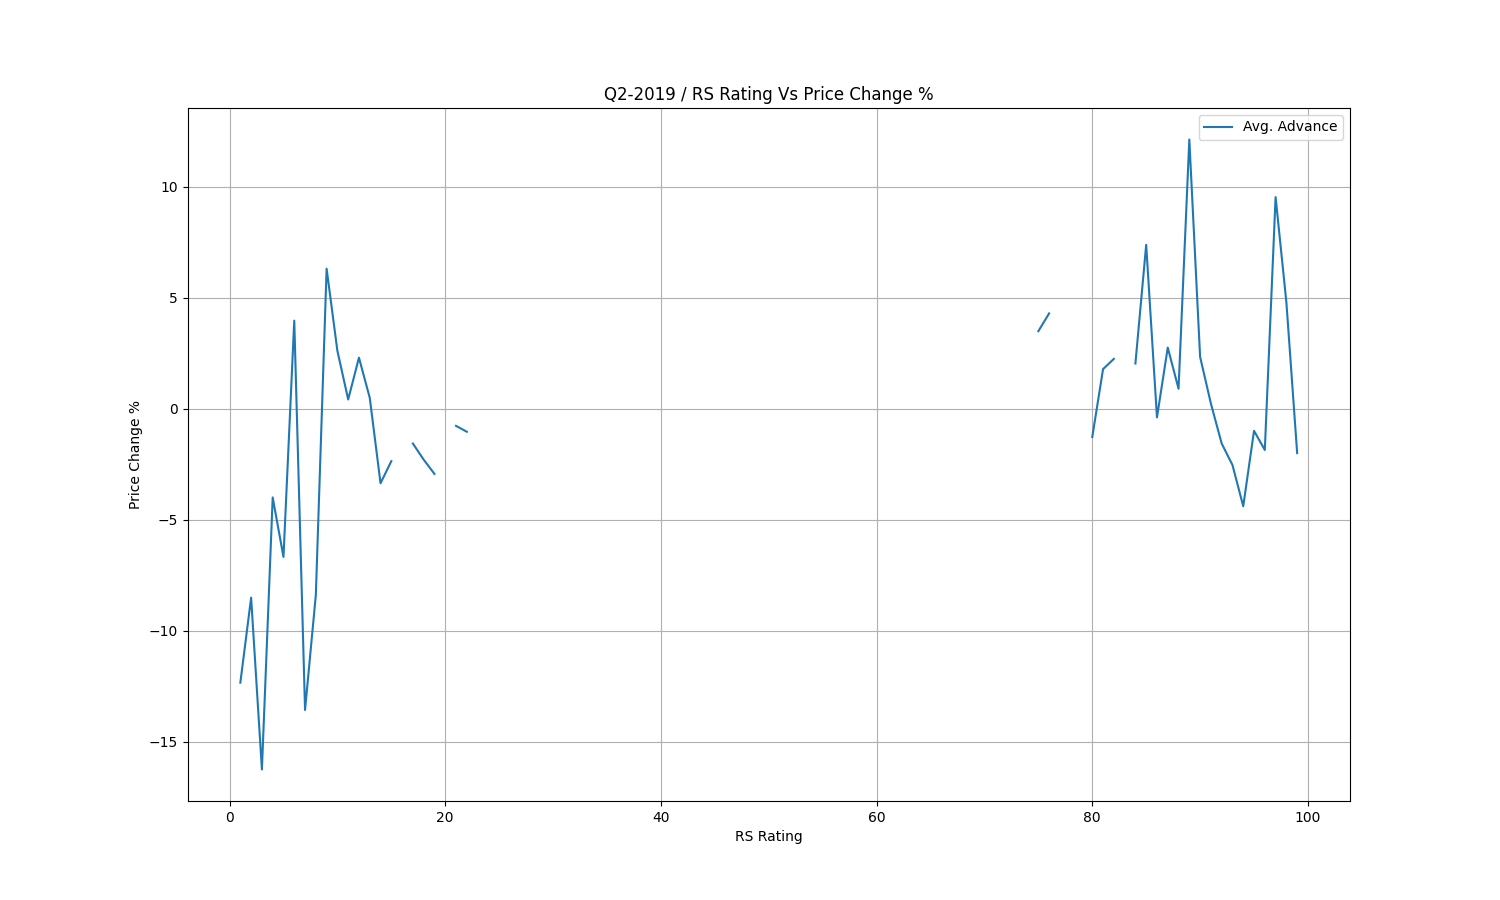 Q2-2019 / RS Rating Vs Price Change %
Avg. Advance
10
5
0
−5
−10
−15
Price Change %
0 20 40 60 80 100
RS Rating